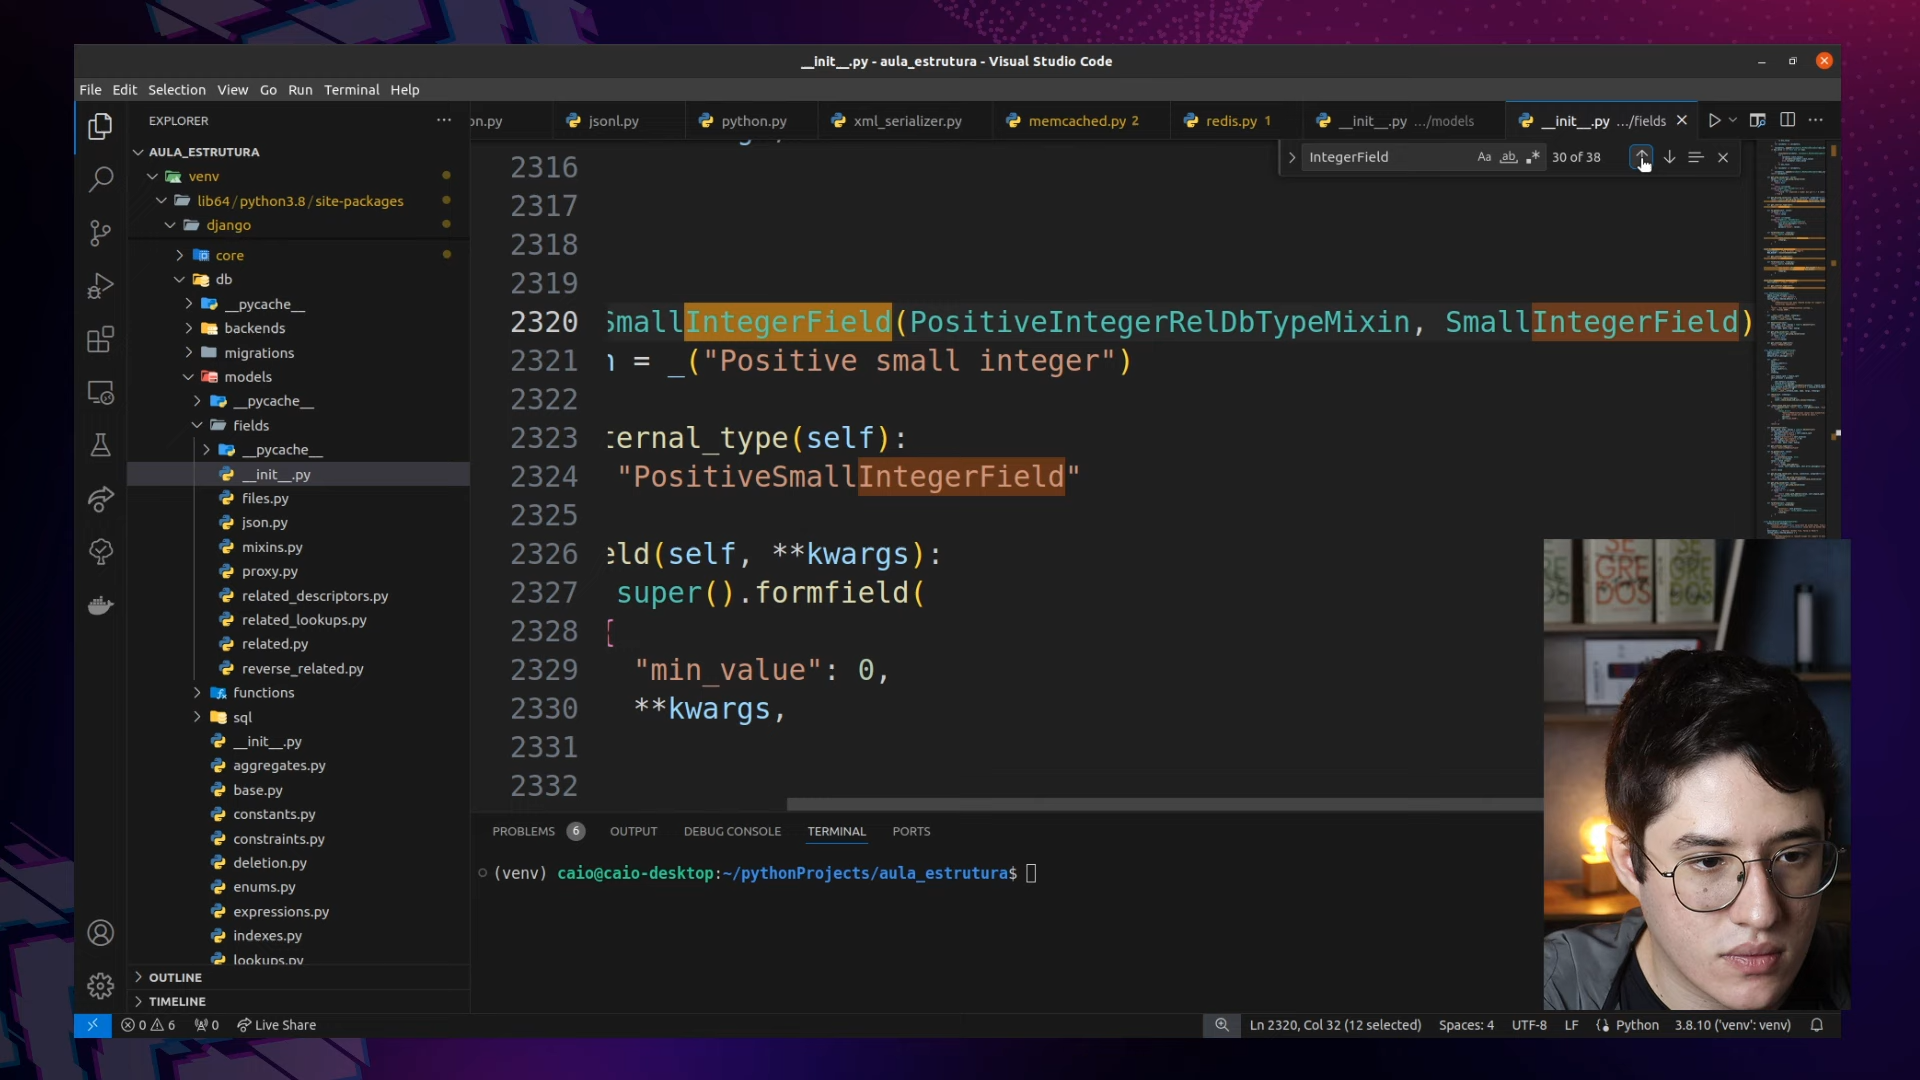 __init__.py - aula_estrutura - Visual Studio Code
File Edit Selection View Go Run Terminal Help
EXPLORER
on.py
jsonl.py
python.py
xml_serializer.py
memcached.py 2
redis.py 1
__init__.py .../models
__init__.py .../fields
IntegerField
Aa
ab
30 of 38
AULA_ESTRUTURA
venv
lib64 / python3.8 / site-packages
django
core
db
__pycache__
backends
migrations
models
__pycache__
fields
__pycache__
__init__.py
files.py
json.py
mixins.py
proxy.py
related_descriptors.py
related_lookups.py
related.py
reverse_related.py
functions
sql
__init__.py
aggregates.py
base.py
constants.py
constraints.py
deletion.py
enums.py
expressions.py
indexes.py
lookups.py
OUTLINE
TIMELINE
2316
2317
2318
2319
2320 SmallIntegerField(PositiveIntegerRelDbTypeMixin, SmallIntegerField)
2321 n = _("Positive small integer")
2322
2323 ternal_type(self):
2324 "PositiveSmallIntegerField"
2325
2326 eld(self, **kwargs):
2327 super().formfield(
2328 {
2329 "min_value": 0,
2330 **kwargs,
2331
2332
PROBLEMS 6 OUTPUT DEBUG CONSOLE TERMINAL PORTS
(venv) caio@caio-desktop:~/pythonProjects/aula_estrutura$
SE GREDOS
0 6 0 Live Share
Ln 2320, Col 32 (12 selected) Spaces: 4 UTF-8 LF Python 3.8.10 ('venv': venv)